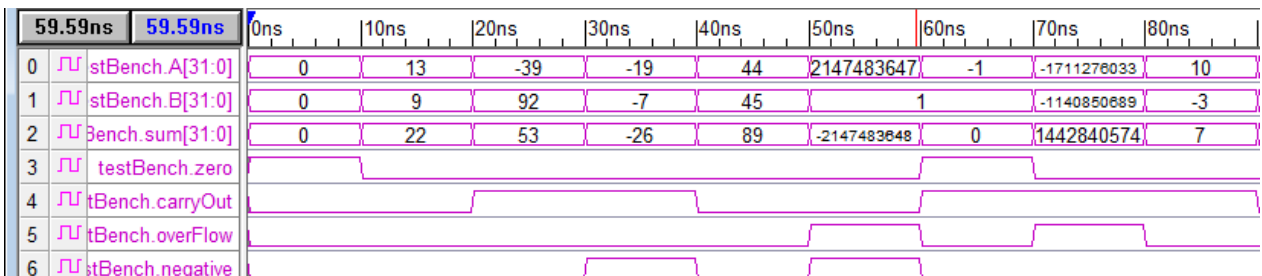 59.59ns 59.59ns 0ns 10ns 20ns 30ns 40ns 50ns 60ns 70ns 80ns
0 stBench.A[31:0] 0 13 -39 -19 44 2147483647 -1 -1711276033 10
1 stBench.B[31:0] 0 9 92 -7 45 1 -1140850689 -3
2 Bench.sum[31:0] 0 22 53 -26 89 -2147483648 0 1442840574 7
3 testBench.zero
4 tBench.carryOut
5 tBench.overFlow
6 stBench.negative